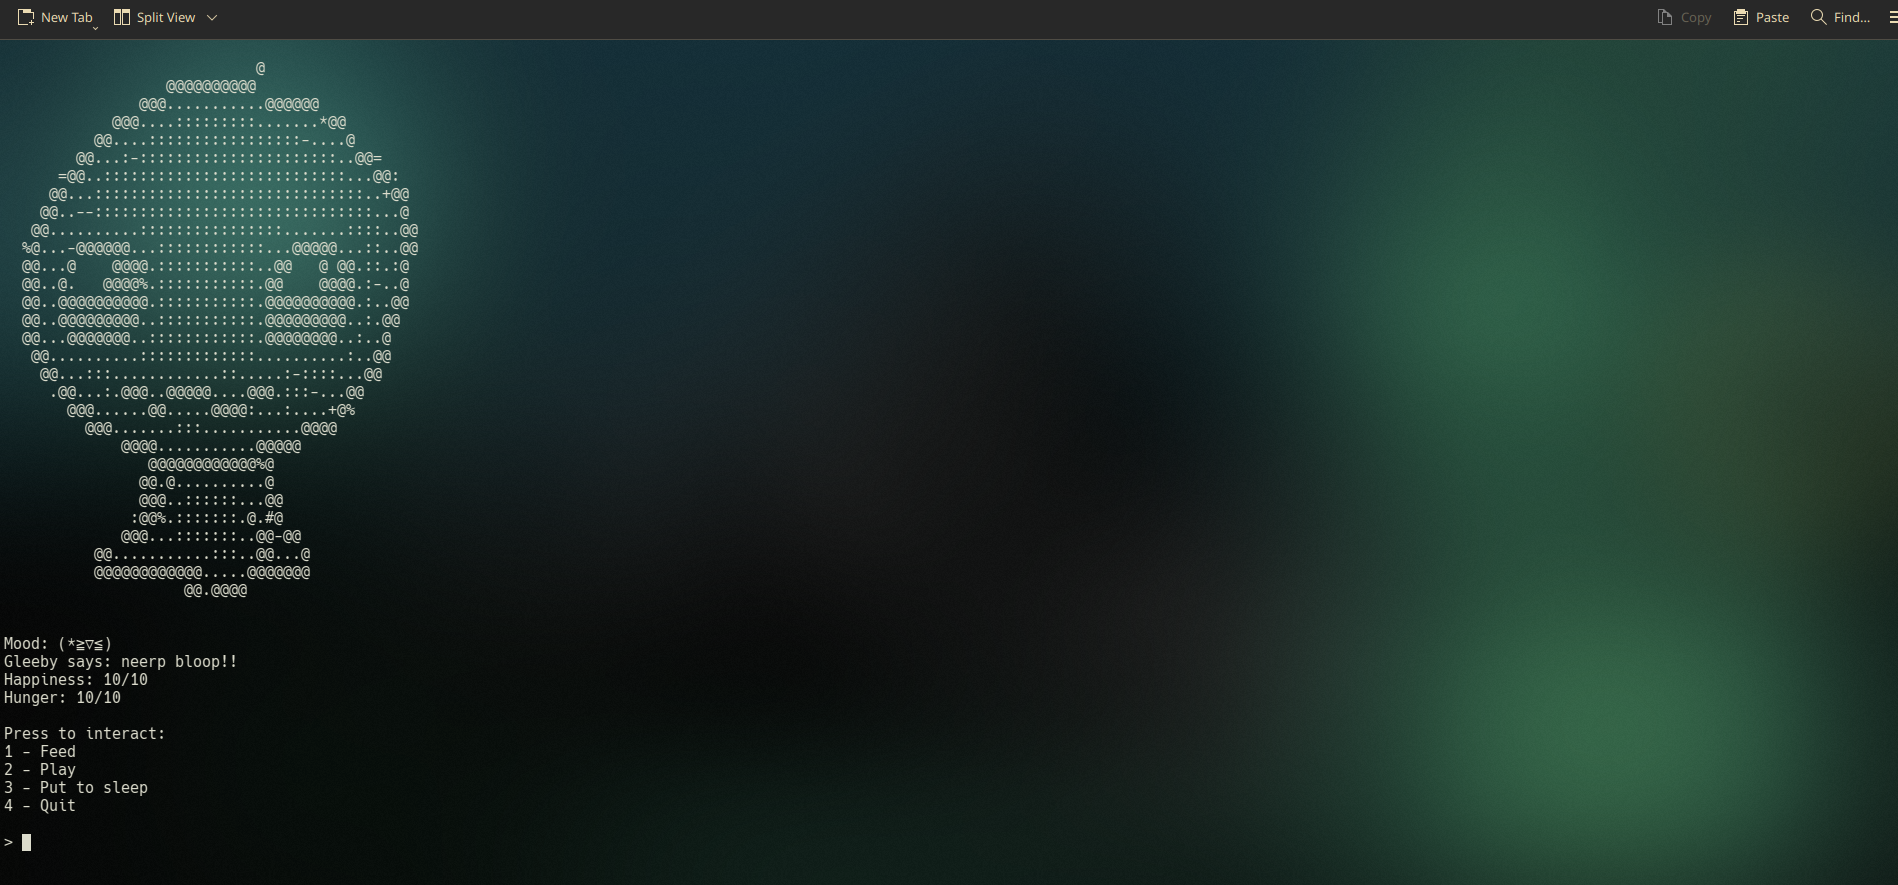 New Tab Split View Copy Paste Find...
@
@@@@@@@@@@
@@@...........@@@@@@
@@@....:::::::::.......*@@
@@....:::::::::::::::::-....@
@@...:-::::::::::::::::::::::..@@=
=@@..:::::::::::::::::::::::::::...@@:
@@...::::::::::::::::::::::::::::::..+@@
@@..--:::::::::::::::::::::::::::::::...@
@@..........::::::::::::::::.......::::..@@
%@...-@@@@@@...::::::::::::...@@@@@...::..@@
@@...@    @@@@.:::::::::::..@@   @ @@.::.:@
@@..@.   @@@@%.:::::::::::.@@    @@@@.:-..@
@@..@@@@@@@@@@.:::::::::::.@@@@@@@@@@.:..@@
@@..@@@@@@@@@..:::::::::::.@@@@@@@@@..:.@@
@@...@@@@@@@..::::::::::::.@@@@@@@@..:..@
@@..........:::::::::::::..........:..@@
@@...:::............::.....:-::::...@@
.@@...:.@@@..@@@@@....@@@.:::-...@@
@@@......@@.....@@@@:...:....+@%
@@@.......:::...........@@@@
@@@@...........@@@@@
@@@@@@@@@@@@%@
@@.@..........@
@@@..::::::...@@
:@@%.:::::::.@.#@
@@@...:::::::..@@-@@
@@...........:::..@@...@
@@@@@@@@@@@@.....@@@@@@@
@@.@@@@
Mood: (*≧▽≦)
Gleeby says: neerp bloop!!
Happiness: 10/10
Hunger: 10/10
Press to interact:
1 - Feed
2 - Play
3 - Put to sleep
4 - Quit
>